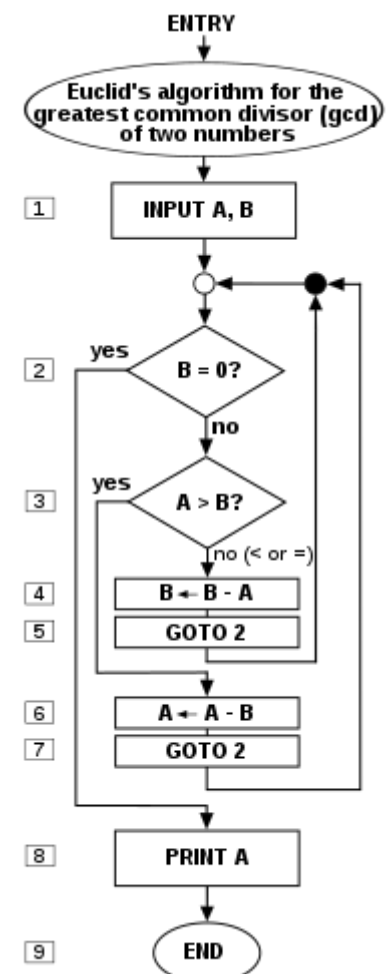 ENTRY
Euclid's algorithm for the
greatest common divisor (gcd)
of two numbers
1
INPUT A, B
yes
2
B = 0?
no
yes
3
A > B?
no (< or =)
4
B ← B - A
5
GOTO 2
6
A ← A - B
7
GOTO 2
8
PRINT A
9
END